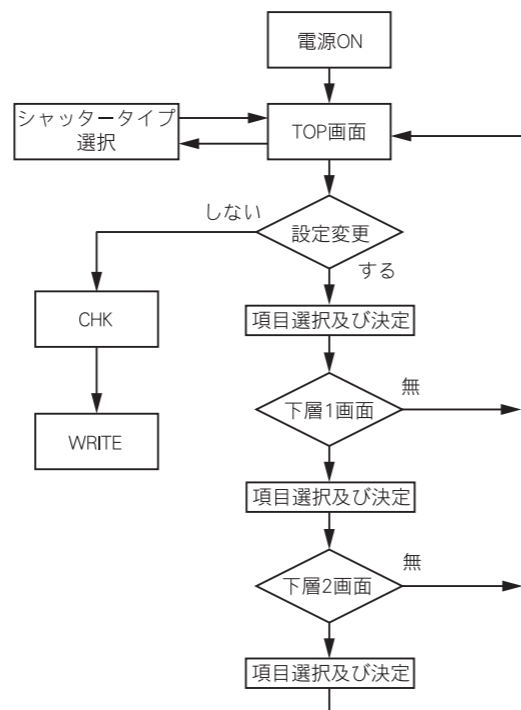 電源ON
シャッタータイプ
選択
TOP画面
しない
設定変更
する
CHK
項目選択及び決定
下層1画面
無
WRITE
項目選択及び決定
下層2画面
無
項目選択及び決定